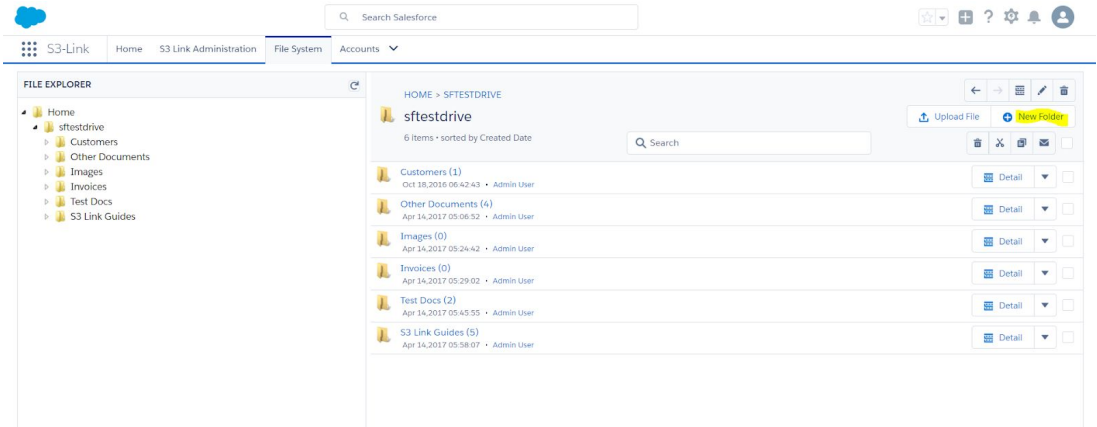 Search Salesforce
S3-Link
Home
S3 Link Administration
File System
Accounts
FILE EXPLORER
Home
sftestdrive
Customers
Other Documents
Images
Invoices
Test Docs
S3 Link Guides
HOME > SFTESTDRIVE
sftestdrive
6 items • sorted by Created Date
Upload File
New Folder
Search
Customers (1)
Oct 18,2016 06:42:43 • Admin User
Detail
Other Documents (4)
Apr 14,2017 05:06:52 • Admin User
Detail
Images (0)
Apr 14,2017 05:24:42 • Admin User
Detail
Invoices (0)
Apr 14,2017 05:29:02 • Admin User
Detail
Test Docs (2)
Apr 14,2017 05:45:55 • Admin User
Detail
S3 Link Guides (5)
Apr 14,2017 05:58:07 • Admin User
Detail